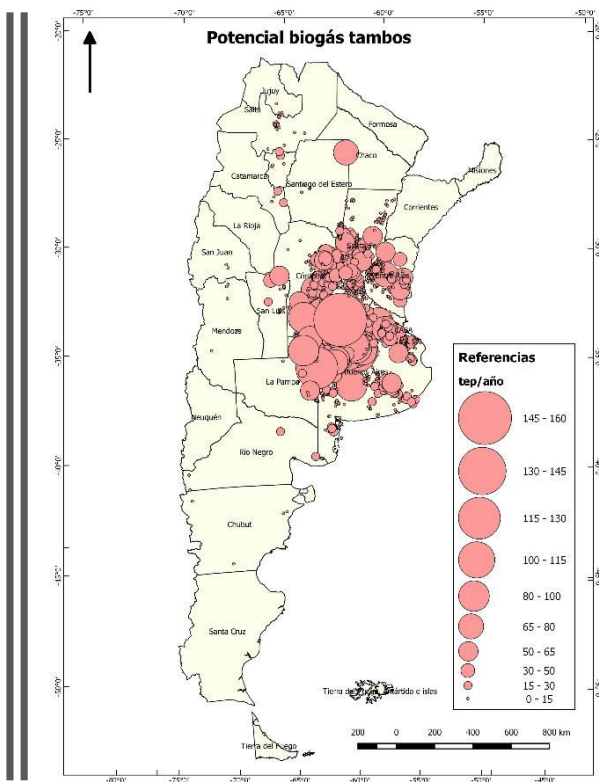 -75°0' -70°0' -65°0' -60°0' -55°0' -50°0'
Potencial biogás tambos
Jujuy
Salta
Formosa
Chaco
Misiones
Catamarca
Santiago del Estero
Corrientes
La Rioja
Santa Fe
San Juan
Córdoba
San Luis
Mendoza
Buenos Aires
La Pampa
Neuquén
Río Negro
Chubut
Santa Cruz
Tierra del Fuego
Referencias
tep/año
145 - 160
130 - 145
115 - 130
100 - 115
80 - 100
65 - 80
50 - 65
30 - 50
15 - 30
0 - 15
200 0 200 400 600 800 km
-80°0' -75°0' -70°0' -65°0' -60°0' -55°0'